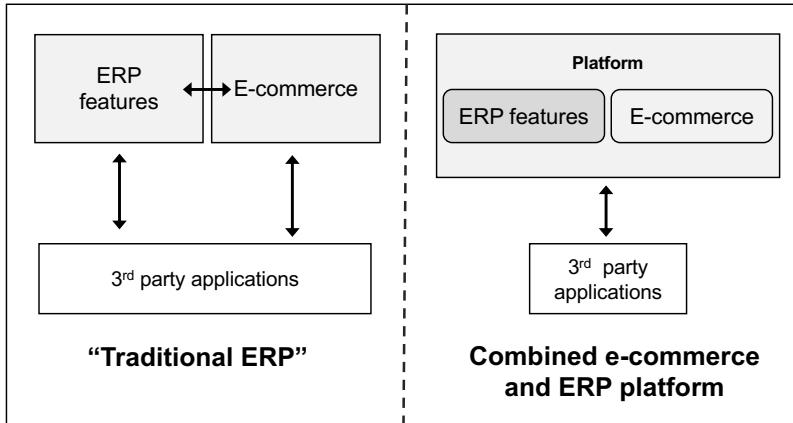 ERP
features
E-commerce
3rd party applications
“Traditional ERP”
Platform
ERP features
E-commerce
3rd party
applications
Combined e-commerce
and ERP platform